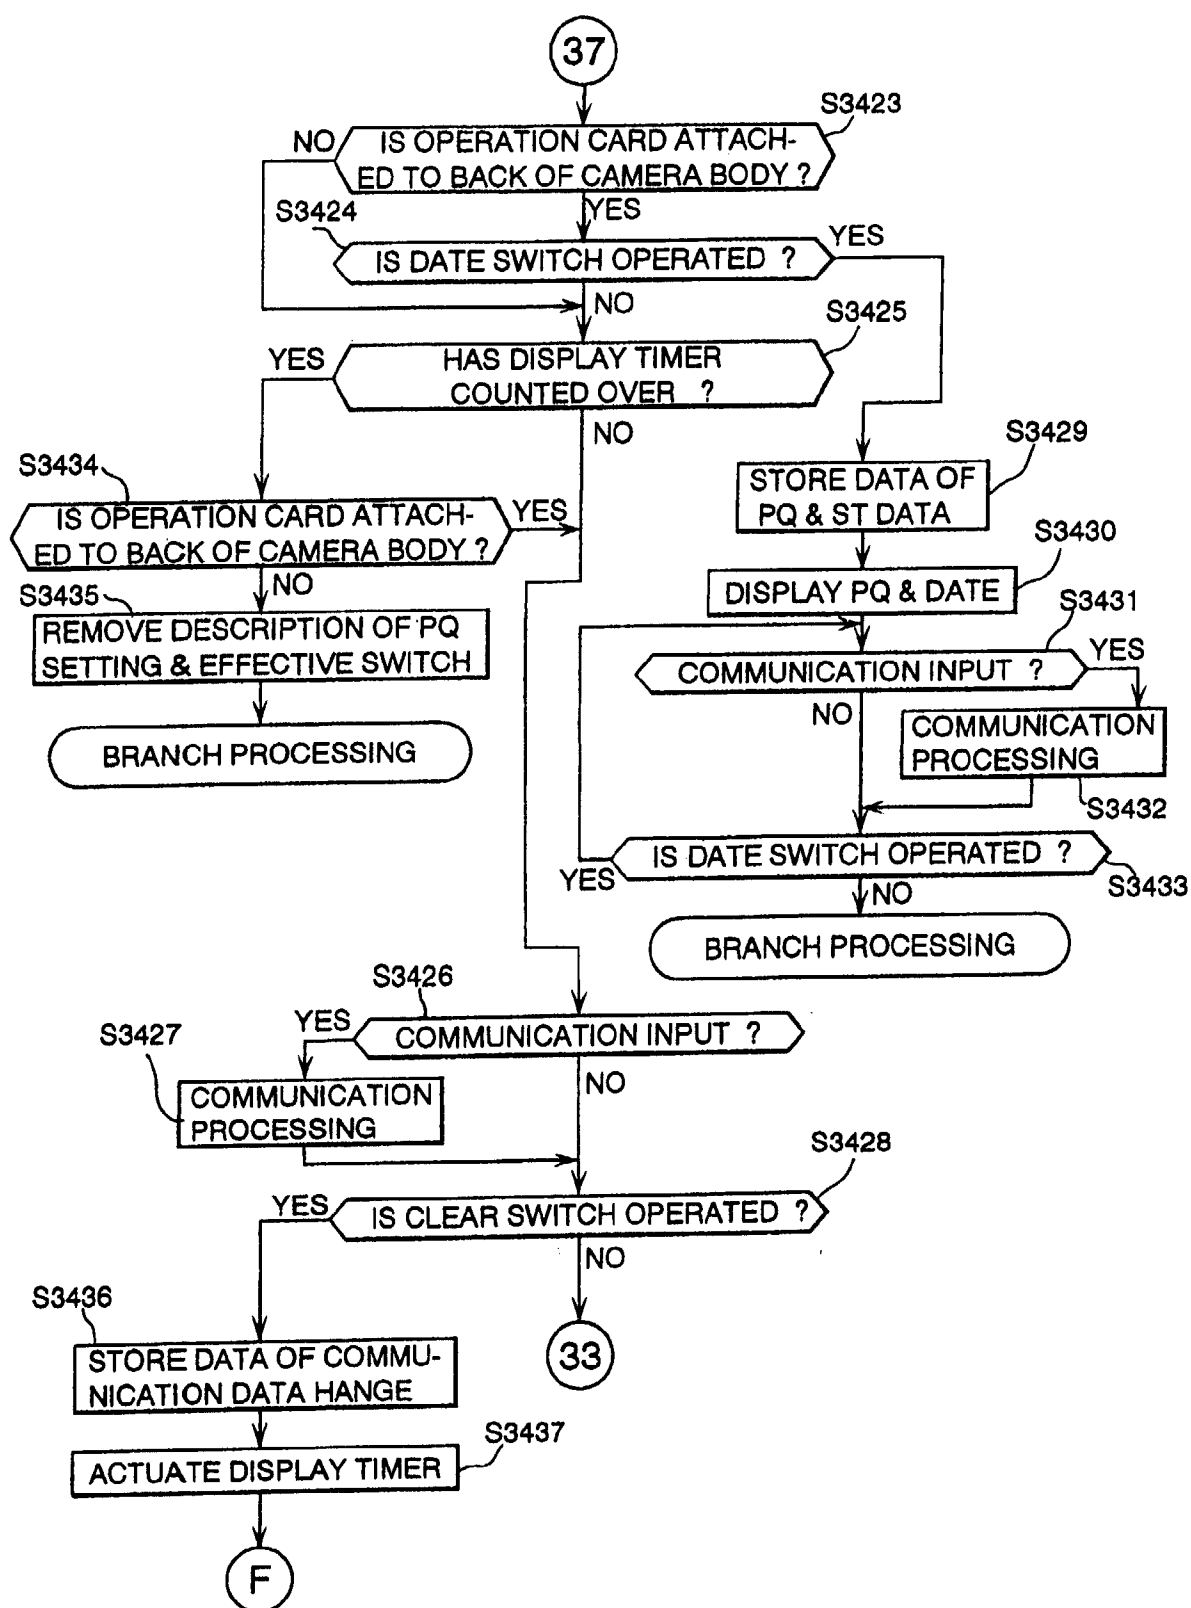 37
S3423
NO
IS OPERATION CARD ATTACH-
ED TO BACK OF CAMERA BODY ?
YES
S3424
YES
IS DATE SWITCH OPERATED ?
NO
S3425
YES
HAS DISPLAY TIMER
COUNTED OVER ?
NO
S3429
STORE DATA OF
PQ & ST DATA
S3434
IS OPERATION CARD ATTACH-
ED TO BACK OF CAMERA BODY ?
YES
NO
S3430
DISPLAY PQ & DATE
S3435
REMOVE DESCRIPTION OF PQ
SETTING & EFFECTIVE SWITCH
BRANCH PROCESSING
S3431
COMMUNICATION INPUT ?
YES
NO
COMMUNICATION
PROCESSING
S3432
IS DATE SWITCH OPERATED ?
YES
S3433
NO
BRANCH PROCESSING
S3426
YES
COMMUNICATION INPUT ?
S3427
NO
COMMUNICATION
PROCESSING
S3428
YES
IS CLEAR SWITCH OPERATED ?
NO
S3436
33
STORE DATA OF COMMU-
NICATION DATA HANGE
S3437
ACTUATE DISPLAY TIMER
F